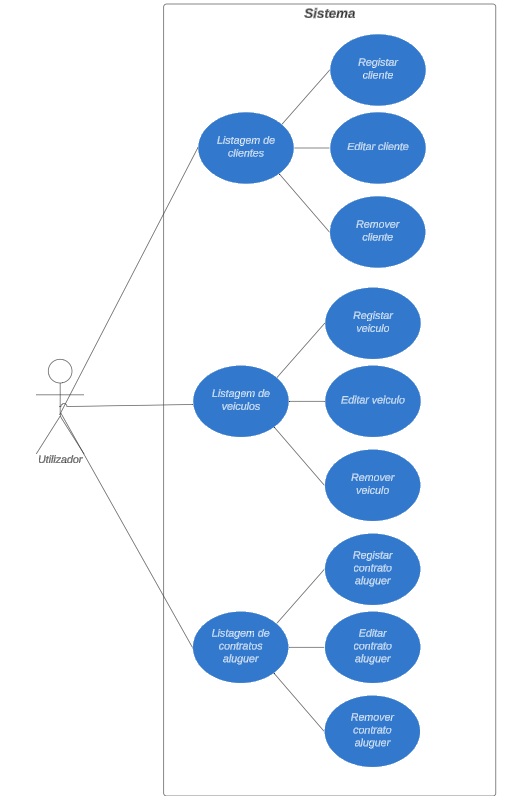 Sistema
Registar
cliente
Listagem de
clientes
Editar cliente
Remover
cliente
Registar
veiculo
Listagem de
veiculos
Editar veiculo
Remover
veiculo
Utilizador
Registar
contrato
aluguer
Listagem de
contratos
aluguer
Editar
contrato
aluguer
Remover
contrato
aluguer